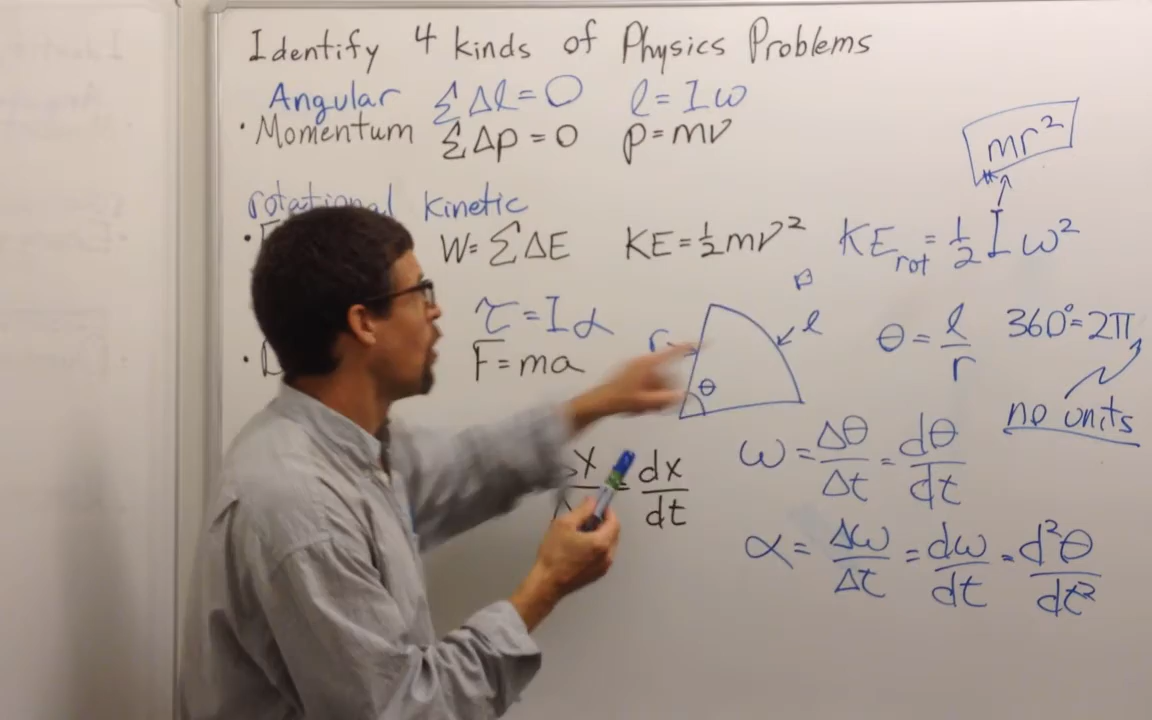 Identify 4 kinds of Physics Problems
Angular ΣΔl=0 l=Iω
• Momentum ΣΔp=0 p=mv
mr²
rotational kinetic
W=ΣΔE KE=½mv² KE_rot=½Iω²
τ=Iα
F=ma
r
θ
l
θ=l/r 360°=2π
no units
dx/dt
ω=Δθ/Δt=dθ/dt
α=Δω/Δt=dω/dt=d²θ/dt²